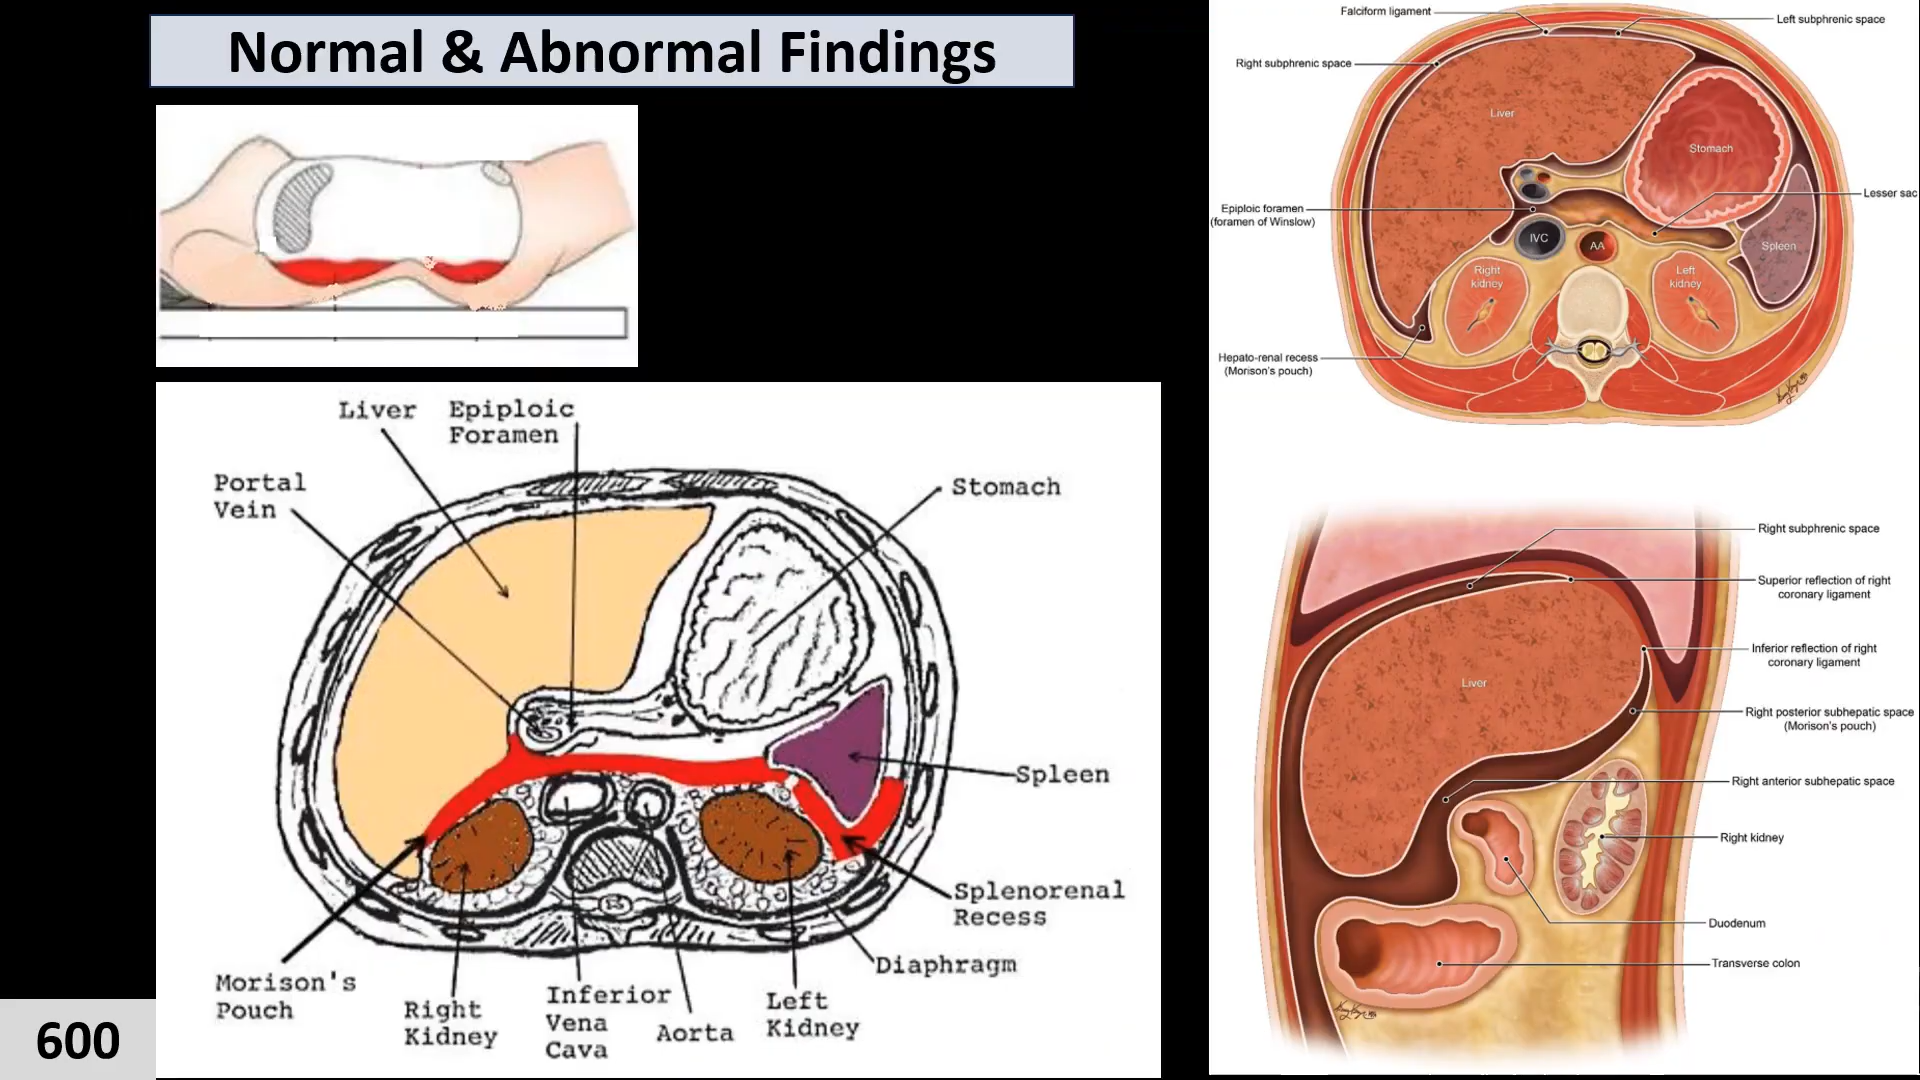 Normal & Abnormal Findings
Liver
Epiploic
Foramen
Portal
Vein
Stomach
Spleen
Splenorenal
Recess
Diaphragm
Morison's
Pouch
Right
Kidney
Inferior
Vena
Cava
Aorta
Left
Kidney
600
Falciform ligament
Left subphrenic space
Right subphrenic space
Liver
Stomach
Lesser sac
Epiploic foramen
(foramen of Winslow)
IVC
AA
Spleen
Right
kidney
Left
kidney
Hepato-renal recess
(Morison's pouch)
Right subphrenic space
Superior reflection of right
coronary ligament
Inferior reflection of right
coronary ligament
Liver
Right posterior subhepatic space
(Morison's pouch)
Right anterior subhepatic space
Right kidney
Duodenum
Transverse colon